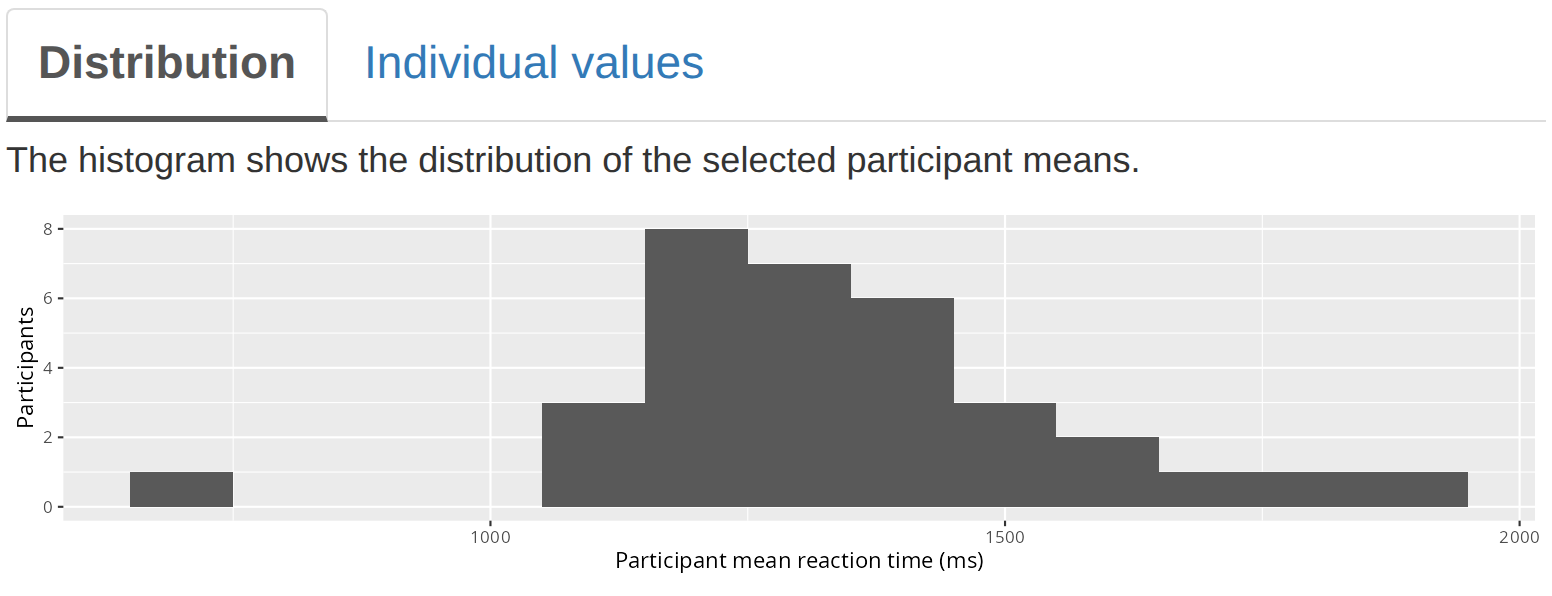 Distribution
Individual values
The histogram shows the distribution of the selected participant means.
8
6
4
2
0
Participants
1000
1500
2000
Participant mean reaction time (ms)